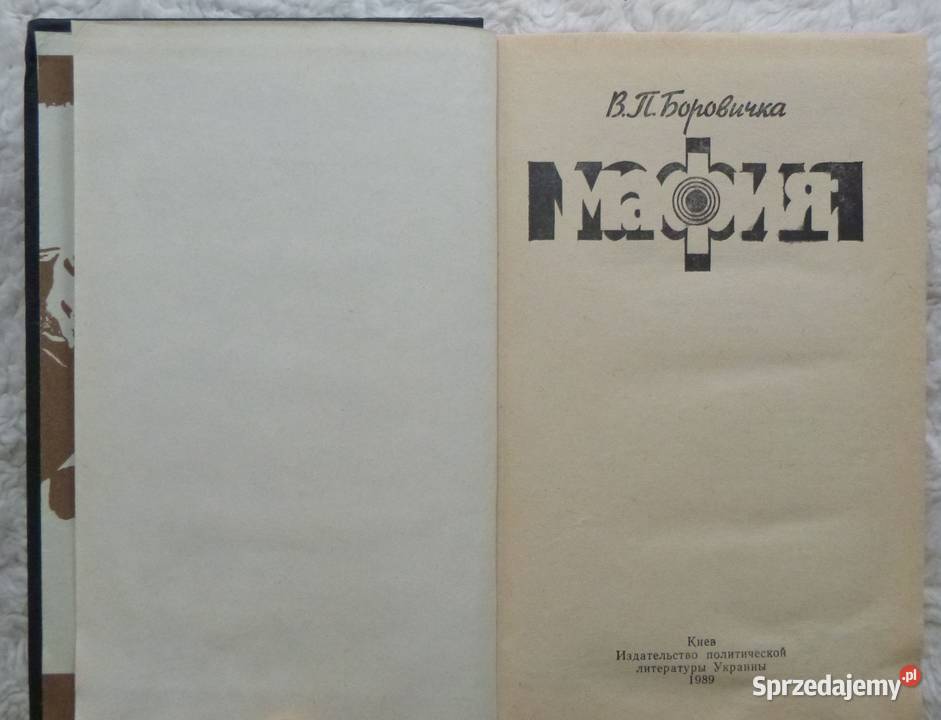 В.П.Боровичка
мафия
Киев
Издательство политической
литературы Украины
1989
Sprzedajemy.pl